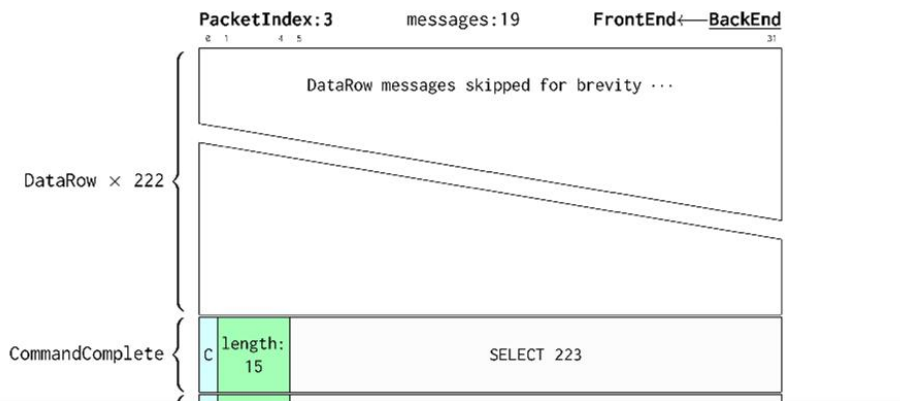 PacketIndex:3 messages:19 FrontEnd←BackEnd
0 1 4 5 31
DataRow messages skipped for brevity ···
DataRow × 222
CommandComplete
C
length:
15
SELECT 223